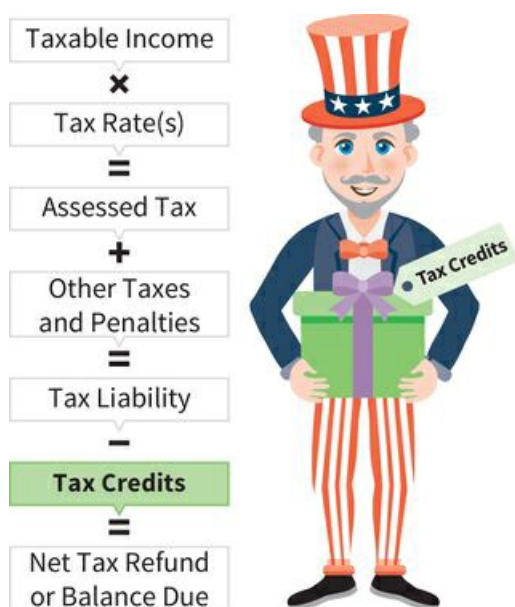 Taxable Income
×
Tax Rate(s)
=
Assessed Tax
+
Other Taxes
and Penalties
=
Tax Liability
−
Tax Credits
=
Net Tax Refund
or Balance Due
Tax Credits